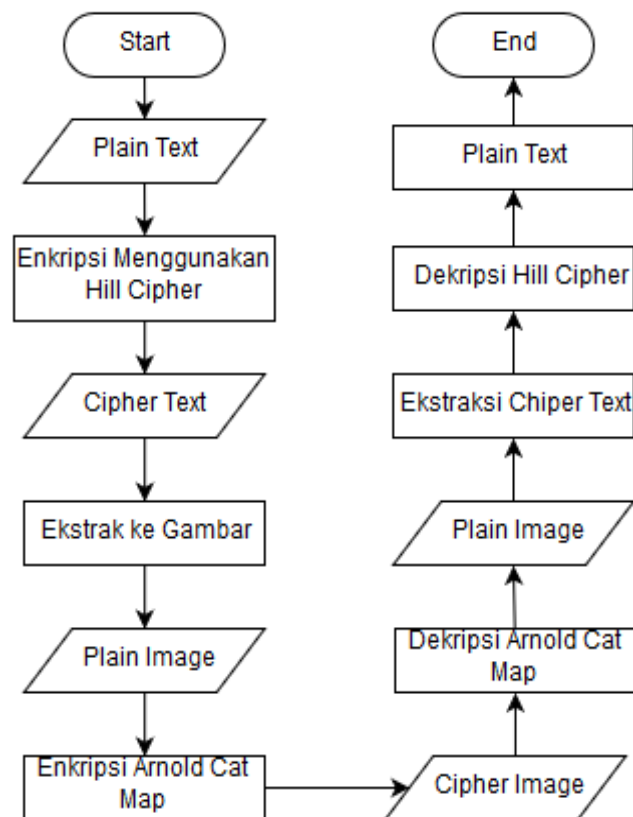 Start
Plain Text
Enkripsi Menggunakan
Hill Cipher
Cipher Text
Ekstrak ke Gambar
Plain Image
Enkripsi Arnold Cat
Map
Cipher Image
Dekripsi Arnold Cat
Map
Plain Image
Ekstraksi Chiper Text
Dekripsi Hill Cipher
Plain Text
End